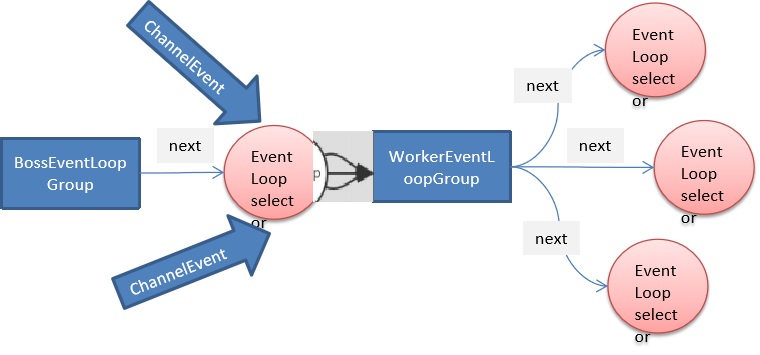 ChannelEvent
BossEventLoop
Group
next
Event
Loop
select
or
p
ChannelEvent
WorkerEventL
oopGroup
next
Event
Loop
select
or
next
Event
Loop
select
or
next
Event
Loop
select
or